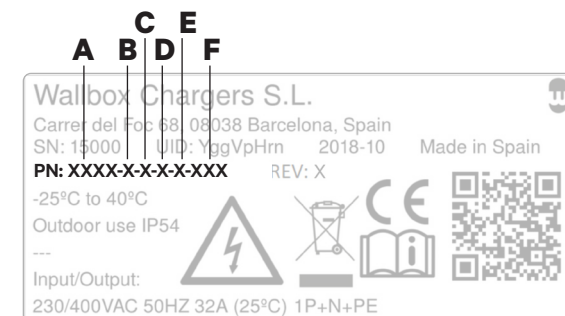 C E
A B D F
Wallbox Chargers S.L.
Carrer del Foc 68, 08038 Barcelona, Spain
SN: 15000 UID: YggVpHrn 2018-10 Made in Spain
PN: XXXX-X-X-X-X-XXX REV: X
-25ºC to 40ºC
Outdoor use IP54
---
Input/Output:
230/400VAC 50HZ 32A (25ºC) 1P+N+PE
CE
i